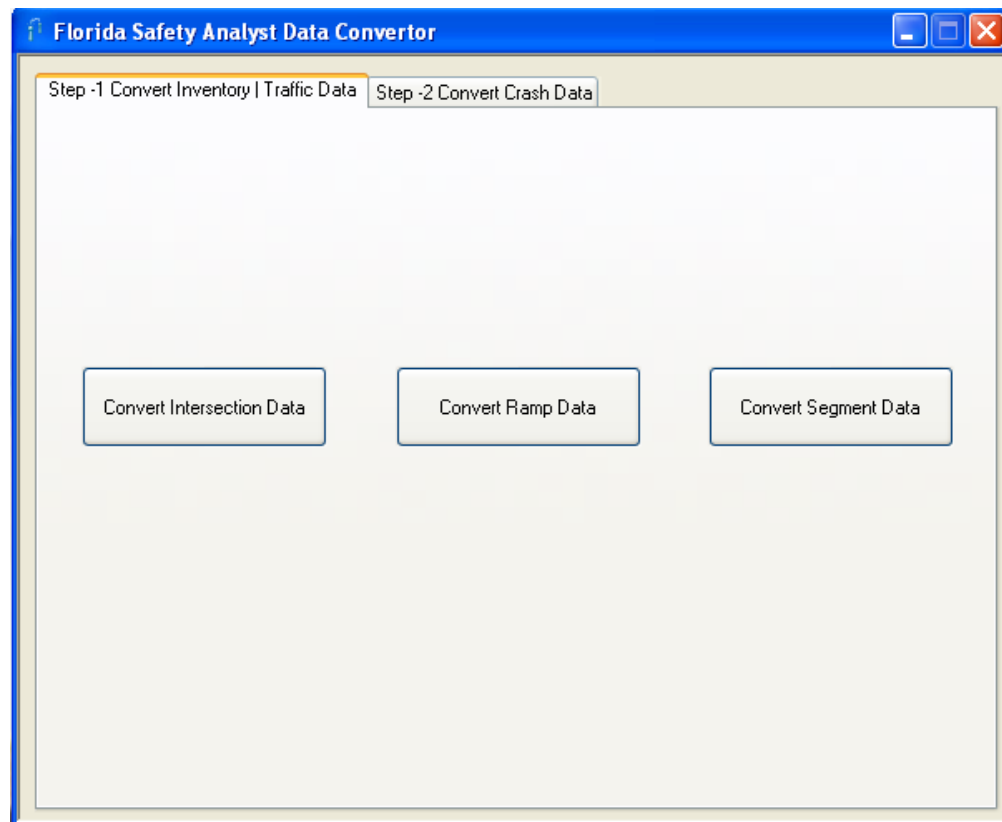 Florida Safety Analyst Data Convertor
Step -1 Convert Inventory | Traffic Data Step -2 Convert Crash Data
Convert Intersection Data Convert Ramp Data Convert Segment Data